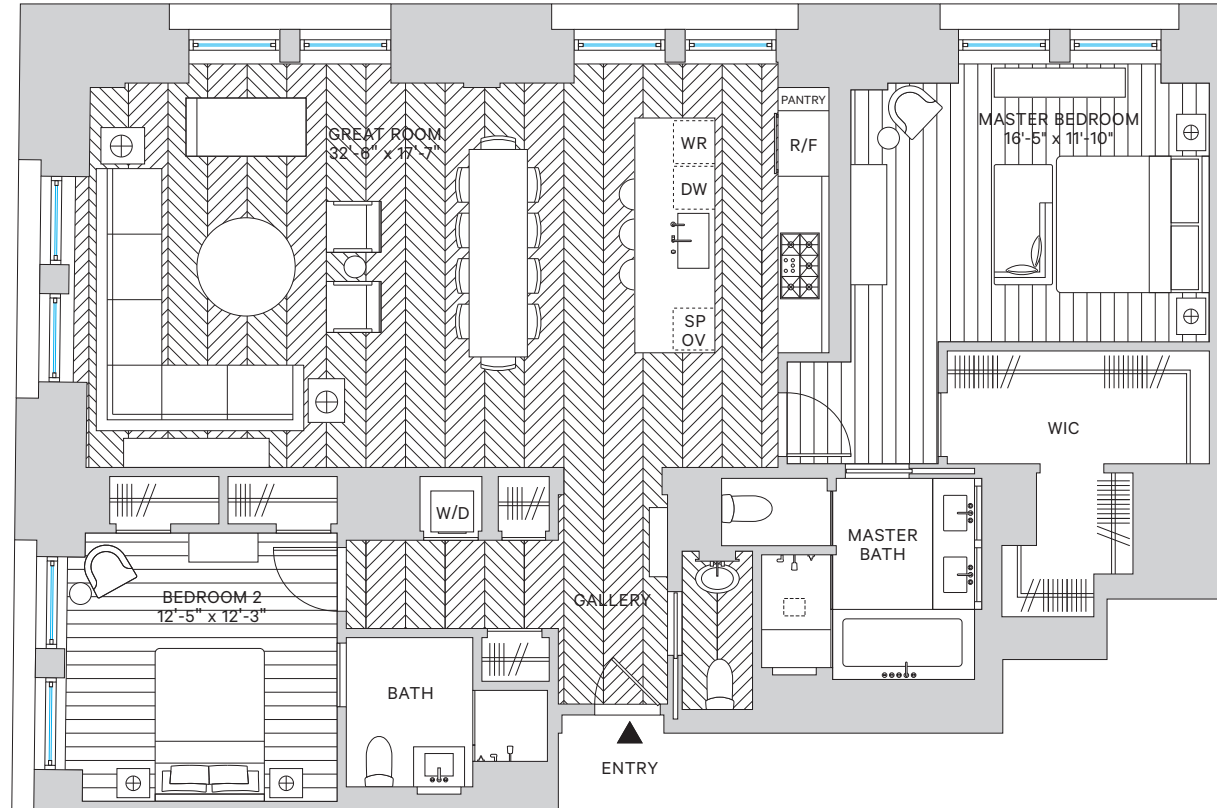 PANTRY
GREAT ROOM
32'-6" x 17'-7"
WR
R/F
MASTER BEDROOM
16'-5" x 11'-10"
DW
SP
OV
WIC
W/D
MASTER
BATH
BEDROOM 2
12'-5" x 12'-3"
GALLERY
BATH
ENTRY